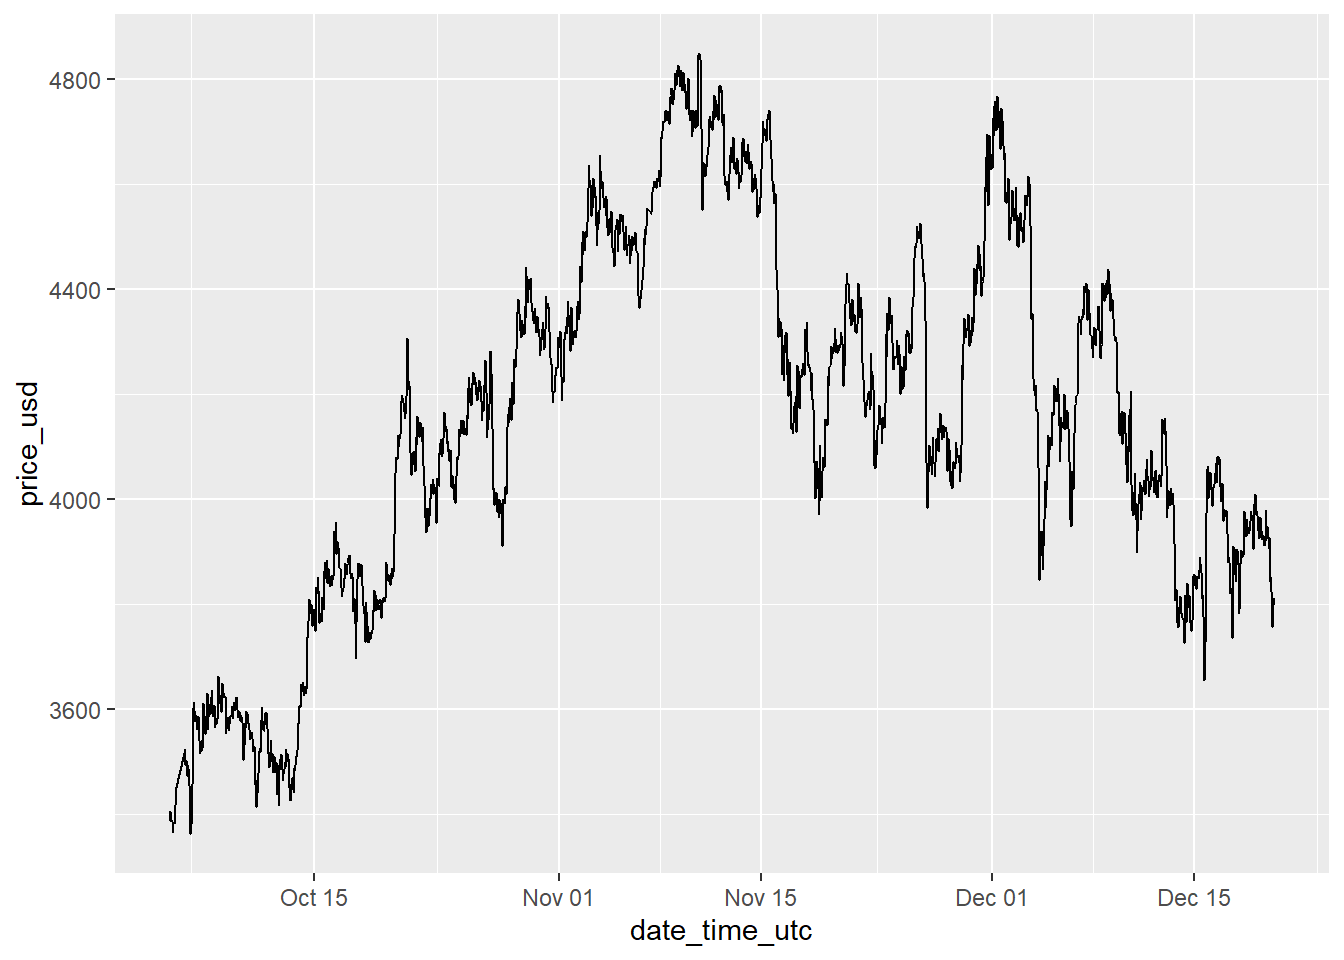 4800
4400
4000
3600
price_usd
Oct 15
Nov 01
Nov 15
Dec 01
Dec 15
date_time_utc